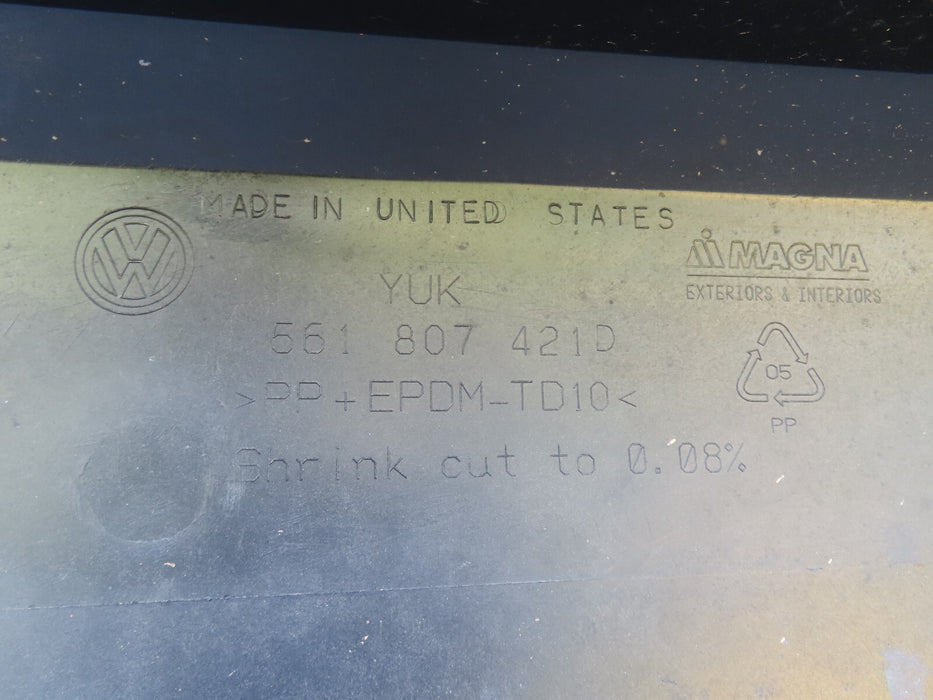 MADE IN UNITED STATES
VW
MAGNA
EXTERIORS & INTERIORS
YUK
561 807 421D
>PP+EPDM-TD10<
05
PP
Shrink cut to 0.08%